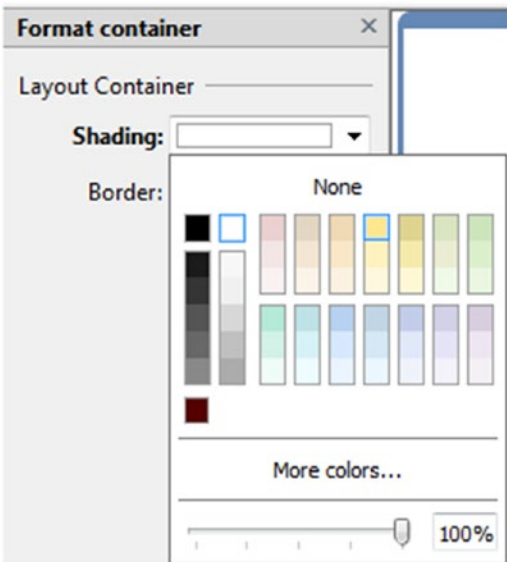 Format container
Layout Container
Shading:
Border:
None
More colors...
100%